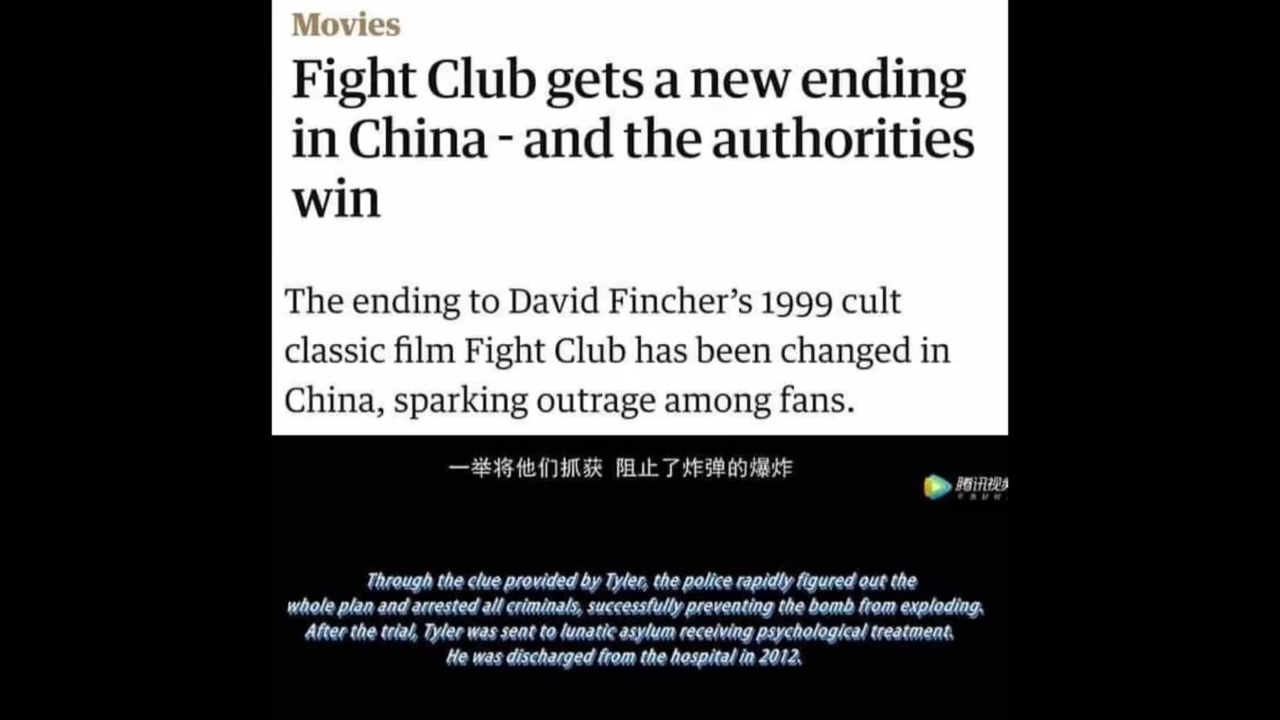 Movies
Fight Club gets a new ending
in China - and the authorities
win
The ending to David Fincher’s 1999 cult
classic film Fight Club has been changed in
China, sparking outrage among fans.
一举将他们抓获 阻止了炸弹的爆炸
腾讯视频
Through the clue provided by Tyler, the police rapidly figured out the
whole plan and arrested all criminals, successfully preventing the bomb from exploding.
After the trial, Tyler was sent to lunatic asylum receiving psychological treatment.
He was discharged from the hospital in 2012.